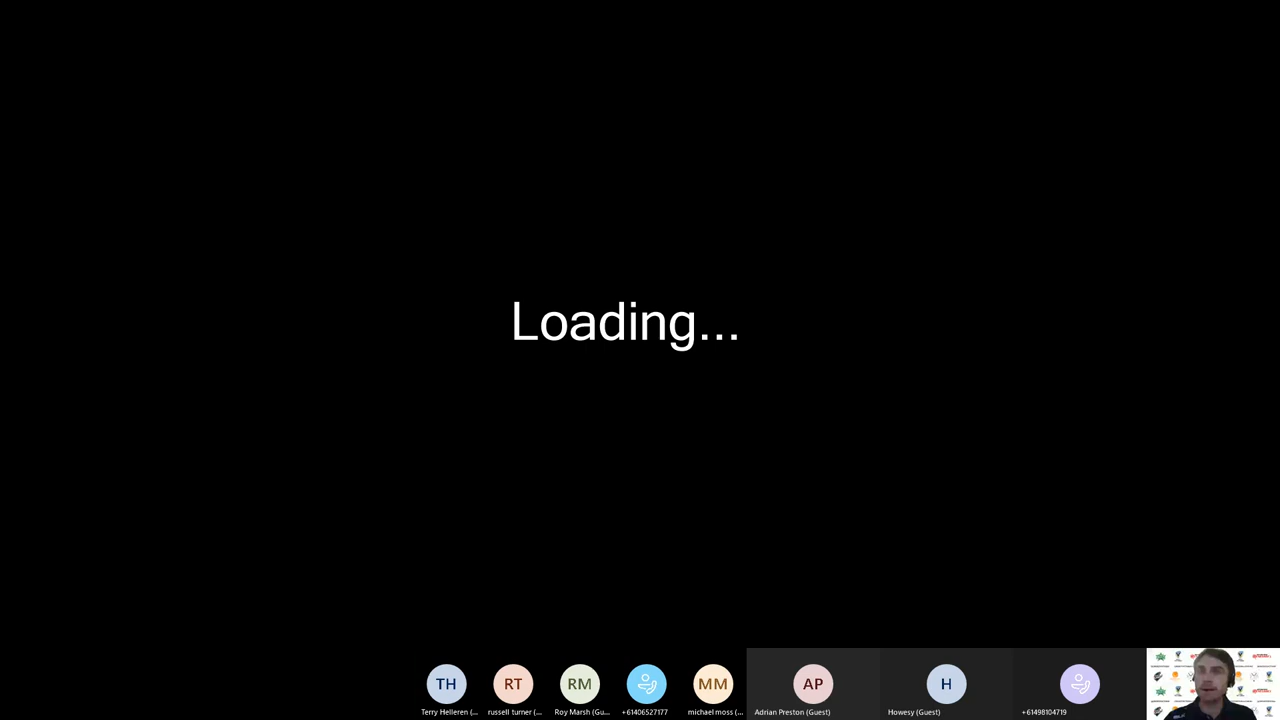 Loading...
TH
RT
RM
MM
AP
H
Terry Helleren (...
russell turner (...
Roy Marsh (Gu...
+61406527177
michael moss (...
Adrian Preston (Guest)
Howesy (Guest)
+61498104719